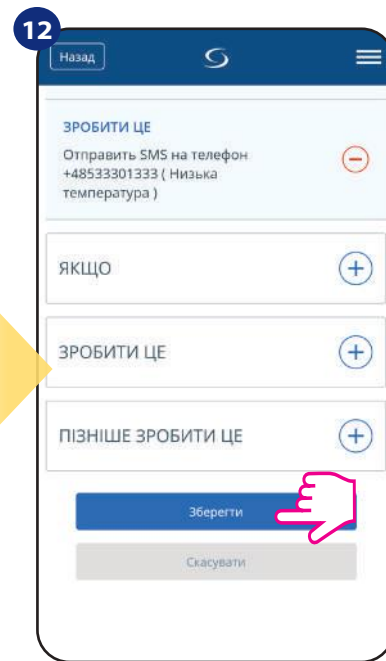 12
Назад
ЗРОБИТИ ЦЕ
Отправить SMS на телефон
+48533301333 ( Низька
температура )
ЯКЩО
ЗРОБИТИ ЦЕ
ПІЗНІШЕ ЗРОБИТИ ЦЕ
Зберегти
Скасувати